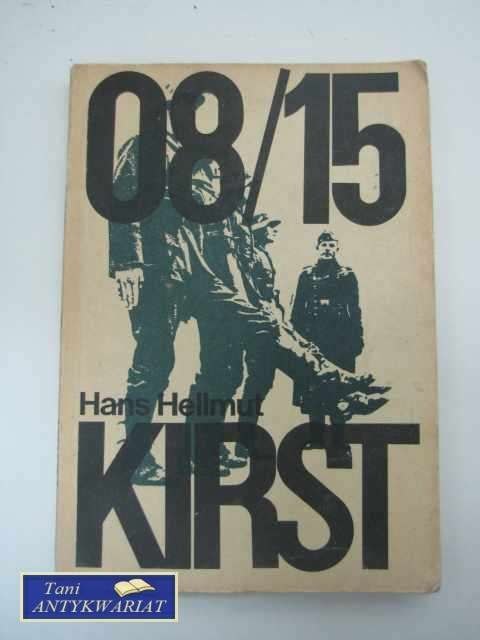 08/15
Hans Hellmut
KIRST
Tani
ANTYKWARIAT